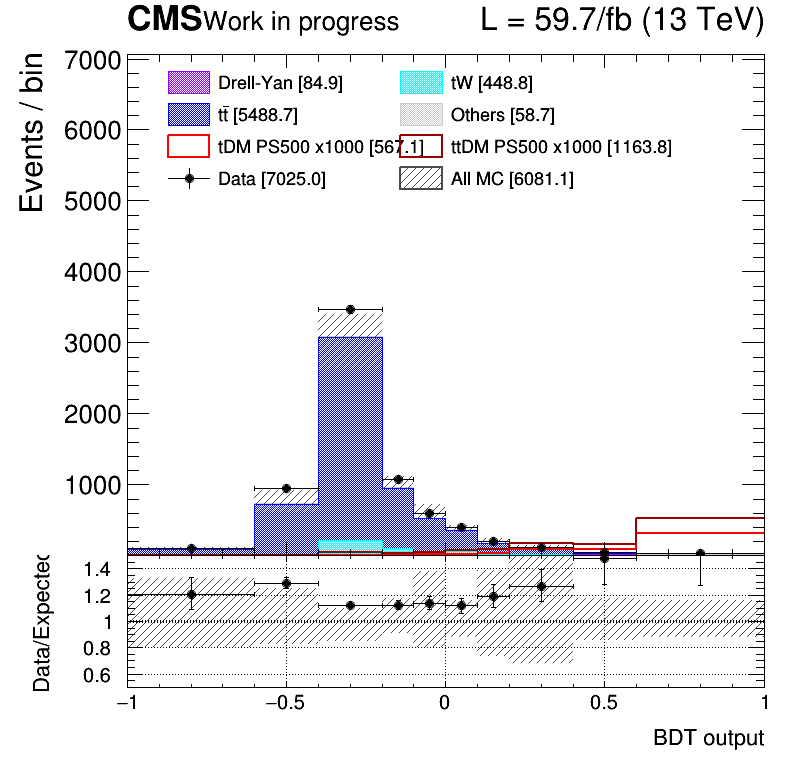 CMS Work in progress L = 59.7/fb (13 TeV)
Events / bin
7000
6000
5000
4000
3000
2000
1000
Drell-Yan [84.9] tW [448.8]
tt̄ [5488.7] Others [58.7]
tDM PS500 x1000 [567.1] ttDM PS500 x1000 [1163.8]
Data [7025.0] All MC [6081.1]
Data/Expected
1.4
1.2
1
0.8
0.6
−1 −0.5 0 0.5 1
BDT output